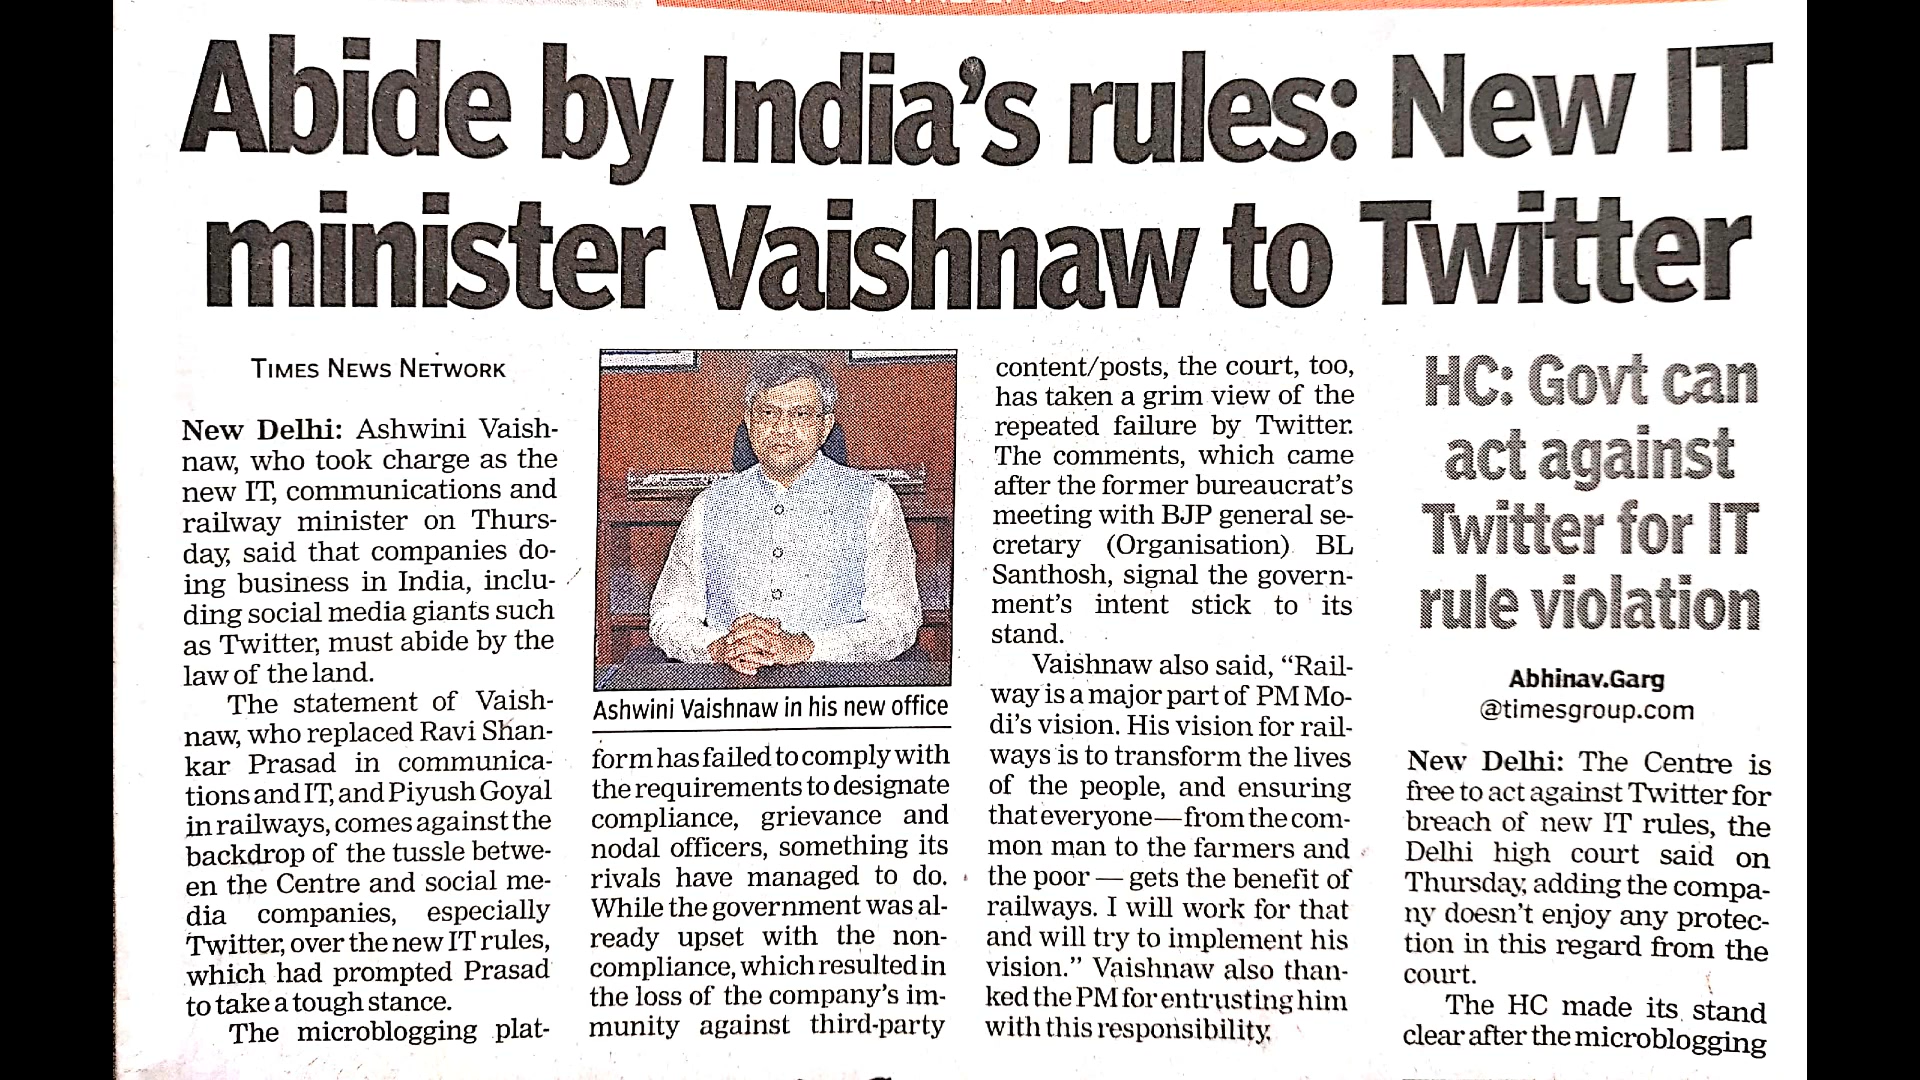 Abide by India's rules: New IT
minister Vaishnaw to Twitter
TIMES NEWS NETWORK
New Delhi: Ashwini Vaish-
naw, who took charge as the
new IT, communications and
railway minister on Thurs-
day, said that companies do-
ing business in India, inclu-
ding social media giants such
as Twitter, must abide by the
law of the land.
The statement of Vaish-
naw, who replaced Ravi Shan-
kar Prasad in communica-
tions and IT, and Piyush Goyal
in railways, comes against the
backdrop of the tussle betwe-
en the Centre and social me-
dia companies, especially
Twitter, over the new IT rules,
which had prompted Prasad
to take a tough stance.
The microblogging plat-
Ashwini Vaishnaw in his new office
form has failed to comply with
the requirements to designate
compliance, grievance and
nodal officers, something its
rivals have managed to do.
While the government was al-
ready upset with the non-
compliance, which resulted in
the loss of the company's im-
munity against third-party
content/posts, the court, too,
has taken a grim view of the
repeated failure by Twitter.
The comments, which came
after the former bureaucrat's
meeting with BJP general se-
cretary (Organisation) BL
Santhosh, signal the govern-
ment's intent stick to its
stand.
Vaishnaw also said, “Rail-
way is a major part of PM Mo-
di's vision. His vision for rail-
ways is to transform the lives
of the people, and ensuring
that everyone—from the com-
mon man to the farmers and
the poor — gets the benefit of
railways. I will work for that
and will try to implement his
vision.” Vaishnaw also than-
ked the PM for entrusting him
with this responsibility.
HC: Govt can
act against
Twitter for IT
rule violation
Abhinav.Garg
@timesgroup.com
New Delhi: The Centre is
free to act against Twitter for
breach of new IT rules, the
Delhi high court said on
Thursday, adding the compa-
ny doesn't enjoy any protec-
tion in this regard from the
court.
The HC made its stand
clear after the microblogging